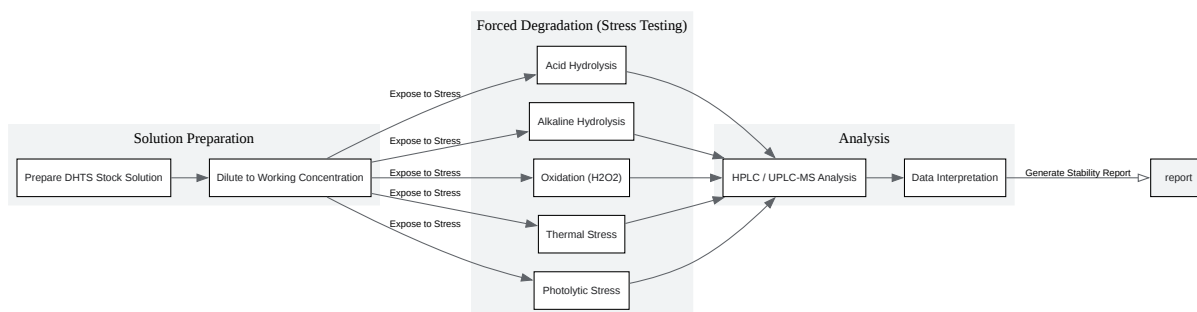 Forced Degradation (Stress Testing)
Acid Hydrolysis
Expose to Stress
Solution Preparation
Alkaline Hydrolysis
Analysis
Expose to Stress
Prepare DHTS Stock Solution
Dilute to Working Concentration
Expose to Stress
Oxidation (H2O2)
HPLC / UPLC-MS Analysis
Data Interpretation
Generate Stability Report
report
Expose to Stress
Thermal Stress
Expose to Stress
Photolytic Stress